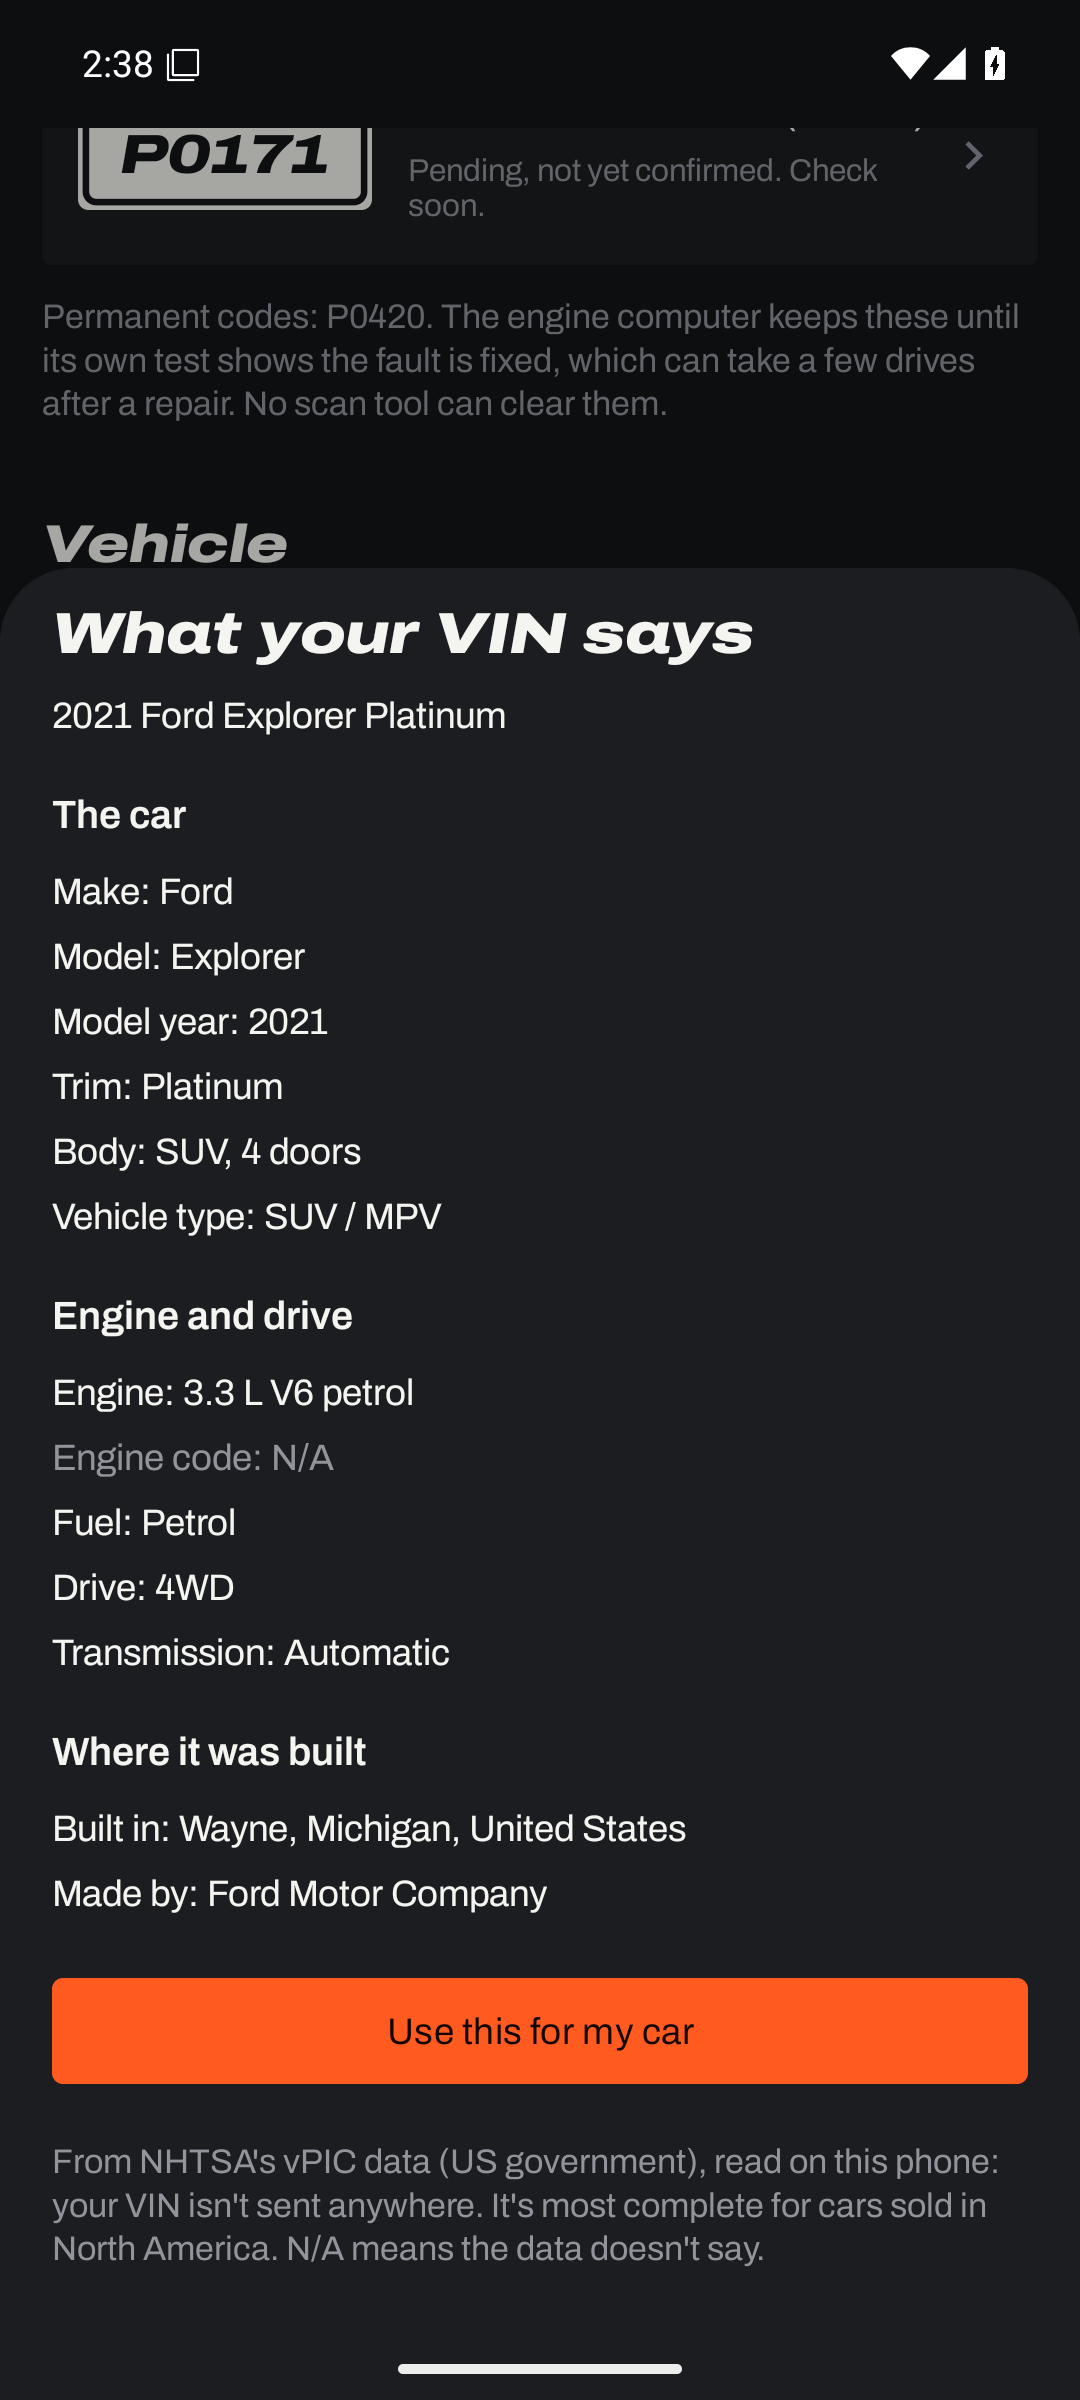 2:38
P0171
Pending, not yet confirmed. Check
soon.
Permanent codes: P0420. The engine computer keeps these until
its own test shows the fault is fixed, which can take a few drives
after a repair. No scan tool can clear them.
Vehicle
What your VIN says
2021 Ford Explorer Platinum
The car
Make: Ford
Model: Explorer
Model year: 2021
Trim: Platinum
Body: SUV, 4 doors
Vehicle type: SUV / MPV
Engine and drive
Engine: 3.3 L V6 petrol
Engine code: N/A
Fuel: Petrol
Drive: 4WD
Transmission: Automatic
Where it was built
Built in: Wayne, Michigan, United States
Made by: Ford Motor Company
Use this for my car
From NHTSA's vPIC data (US government), read on this phone:
your VIN isn't sent anywhere. It's most complete for cars sold in
North America. N/A means the data doesn't say.